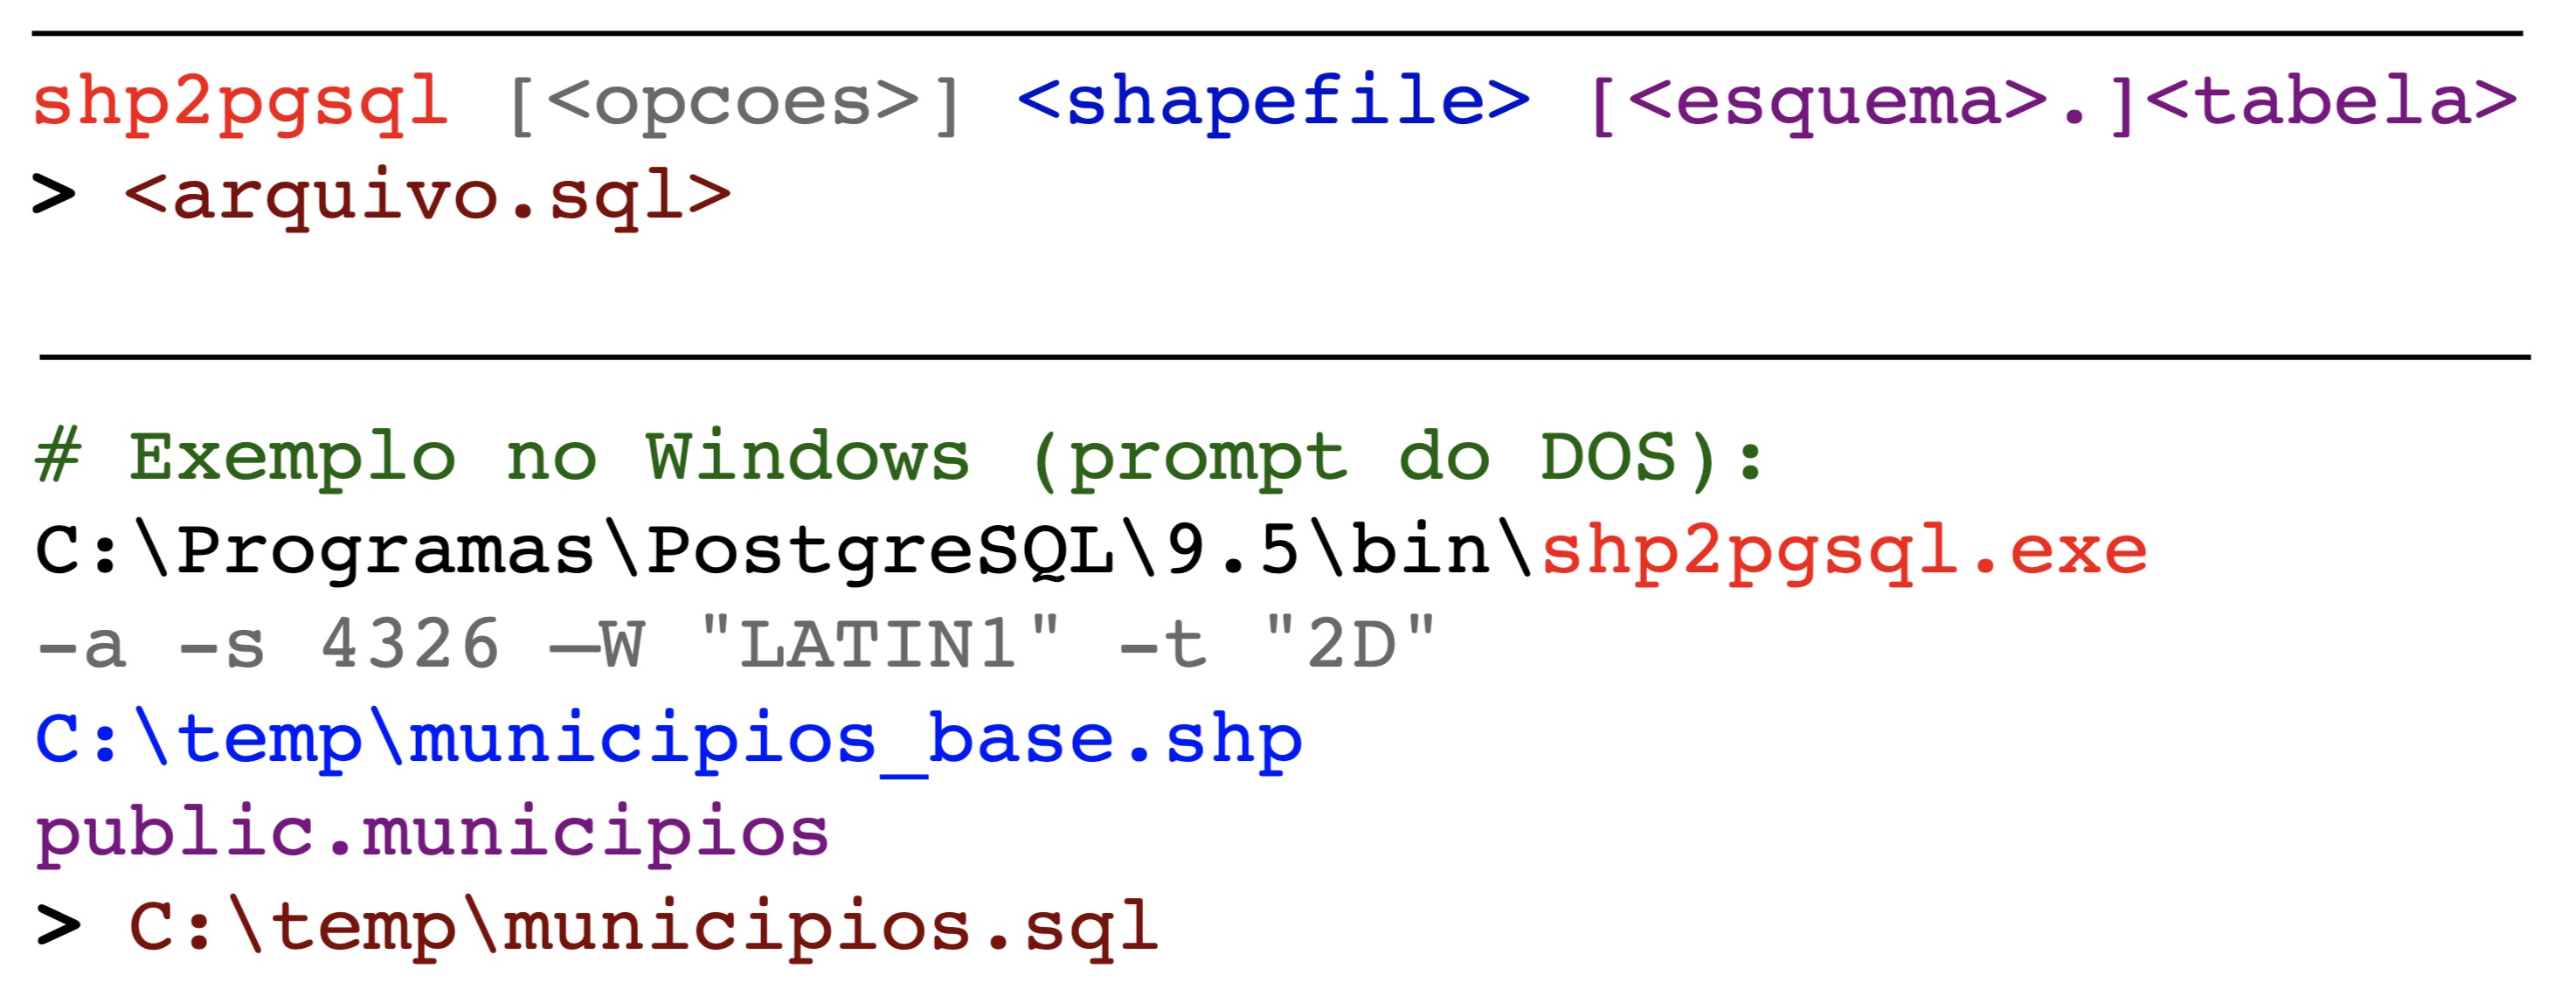 shp2pgsql [<opcoes>] <shapefile> [<esquema>.]<tabela>
> <arquivo.sql>
# Exemplo no Windows (prompt do DOS):
C:\Programas\PostgreSQL\9.5\bin\shp2pgsql.exe
-a -s 4326 –W "LATIN1" -t "2D"
C:\temp\municipios_base.shp
public.municipios
> C:\temp\municipios.sql